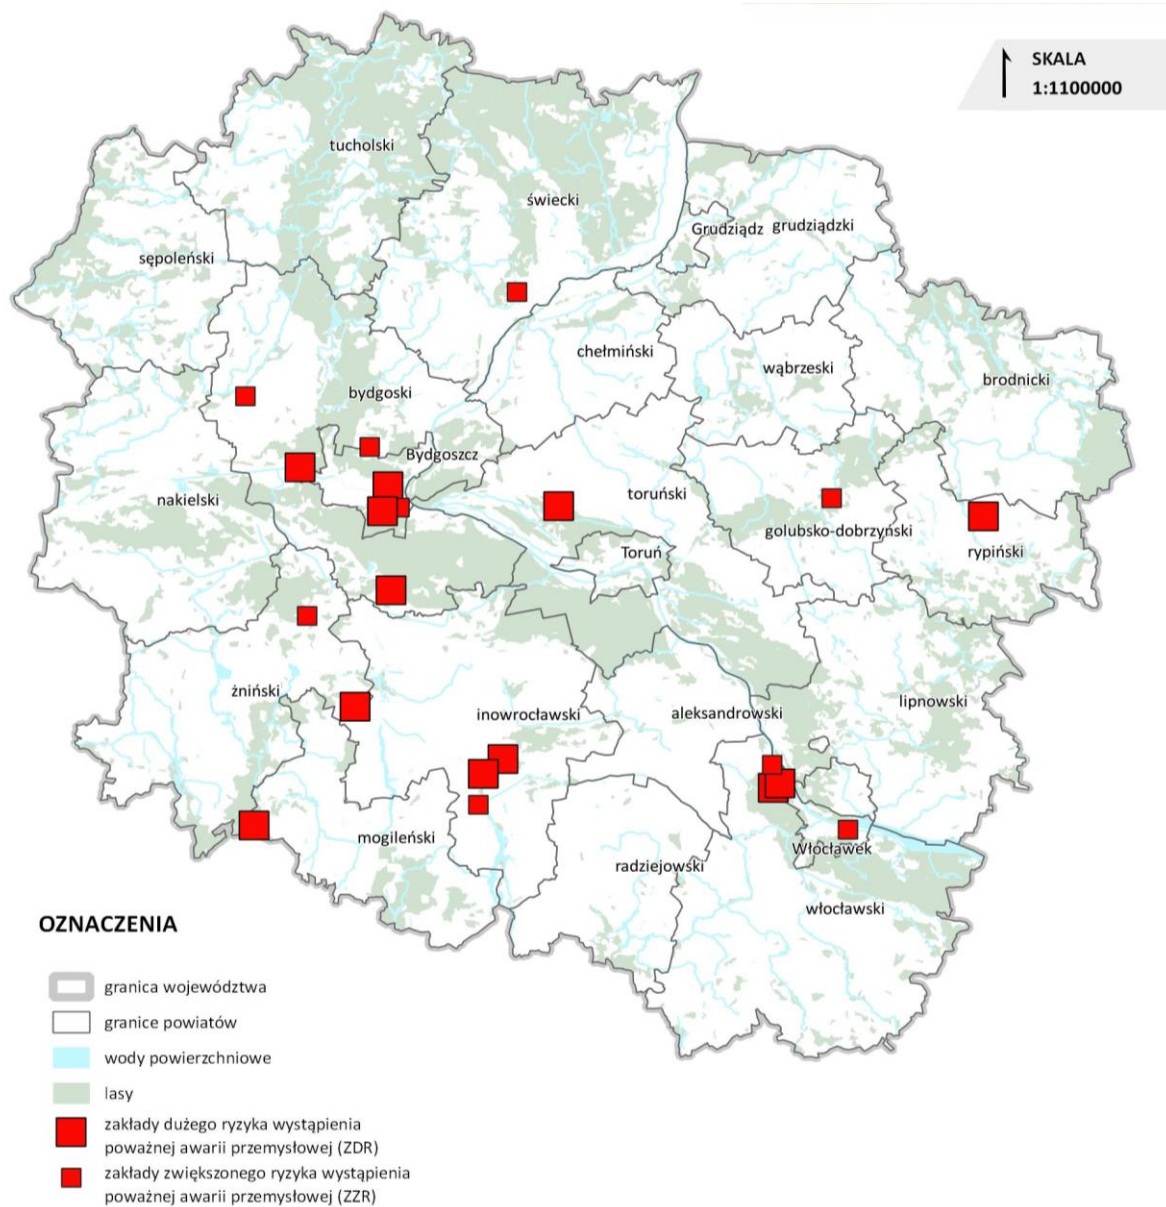 SKALA
1:1100000
tucholski
świecki
Grudziądz
grudziądzki
sępoleński
chełmiński
wąbrzeski
brodnicki
bydgoski
Bydgoszcz
nakielski
toruński
golubsko-dobrzyński
rypiński
Toruń
żniński
inowrocławski
aleksandrowski
lipnowski
mogileński
radziejowski
Włocławek
włocławski
OZNACZENIA
granica województwa
granice powiatów
wody powierzchniowe
lasy
zakłady dużego ryzyka wystąpienia
poważnej awarii przemysłowej (ZDR)
zakłady zwiększonego ryzyka wystąpienia
poważnej awarii przemysłowej (ZZR)